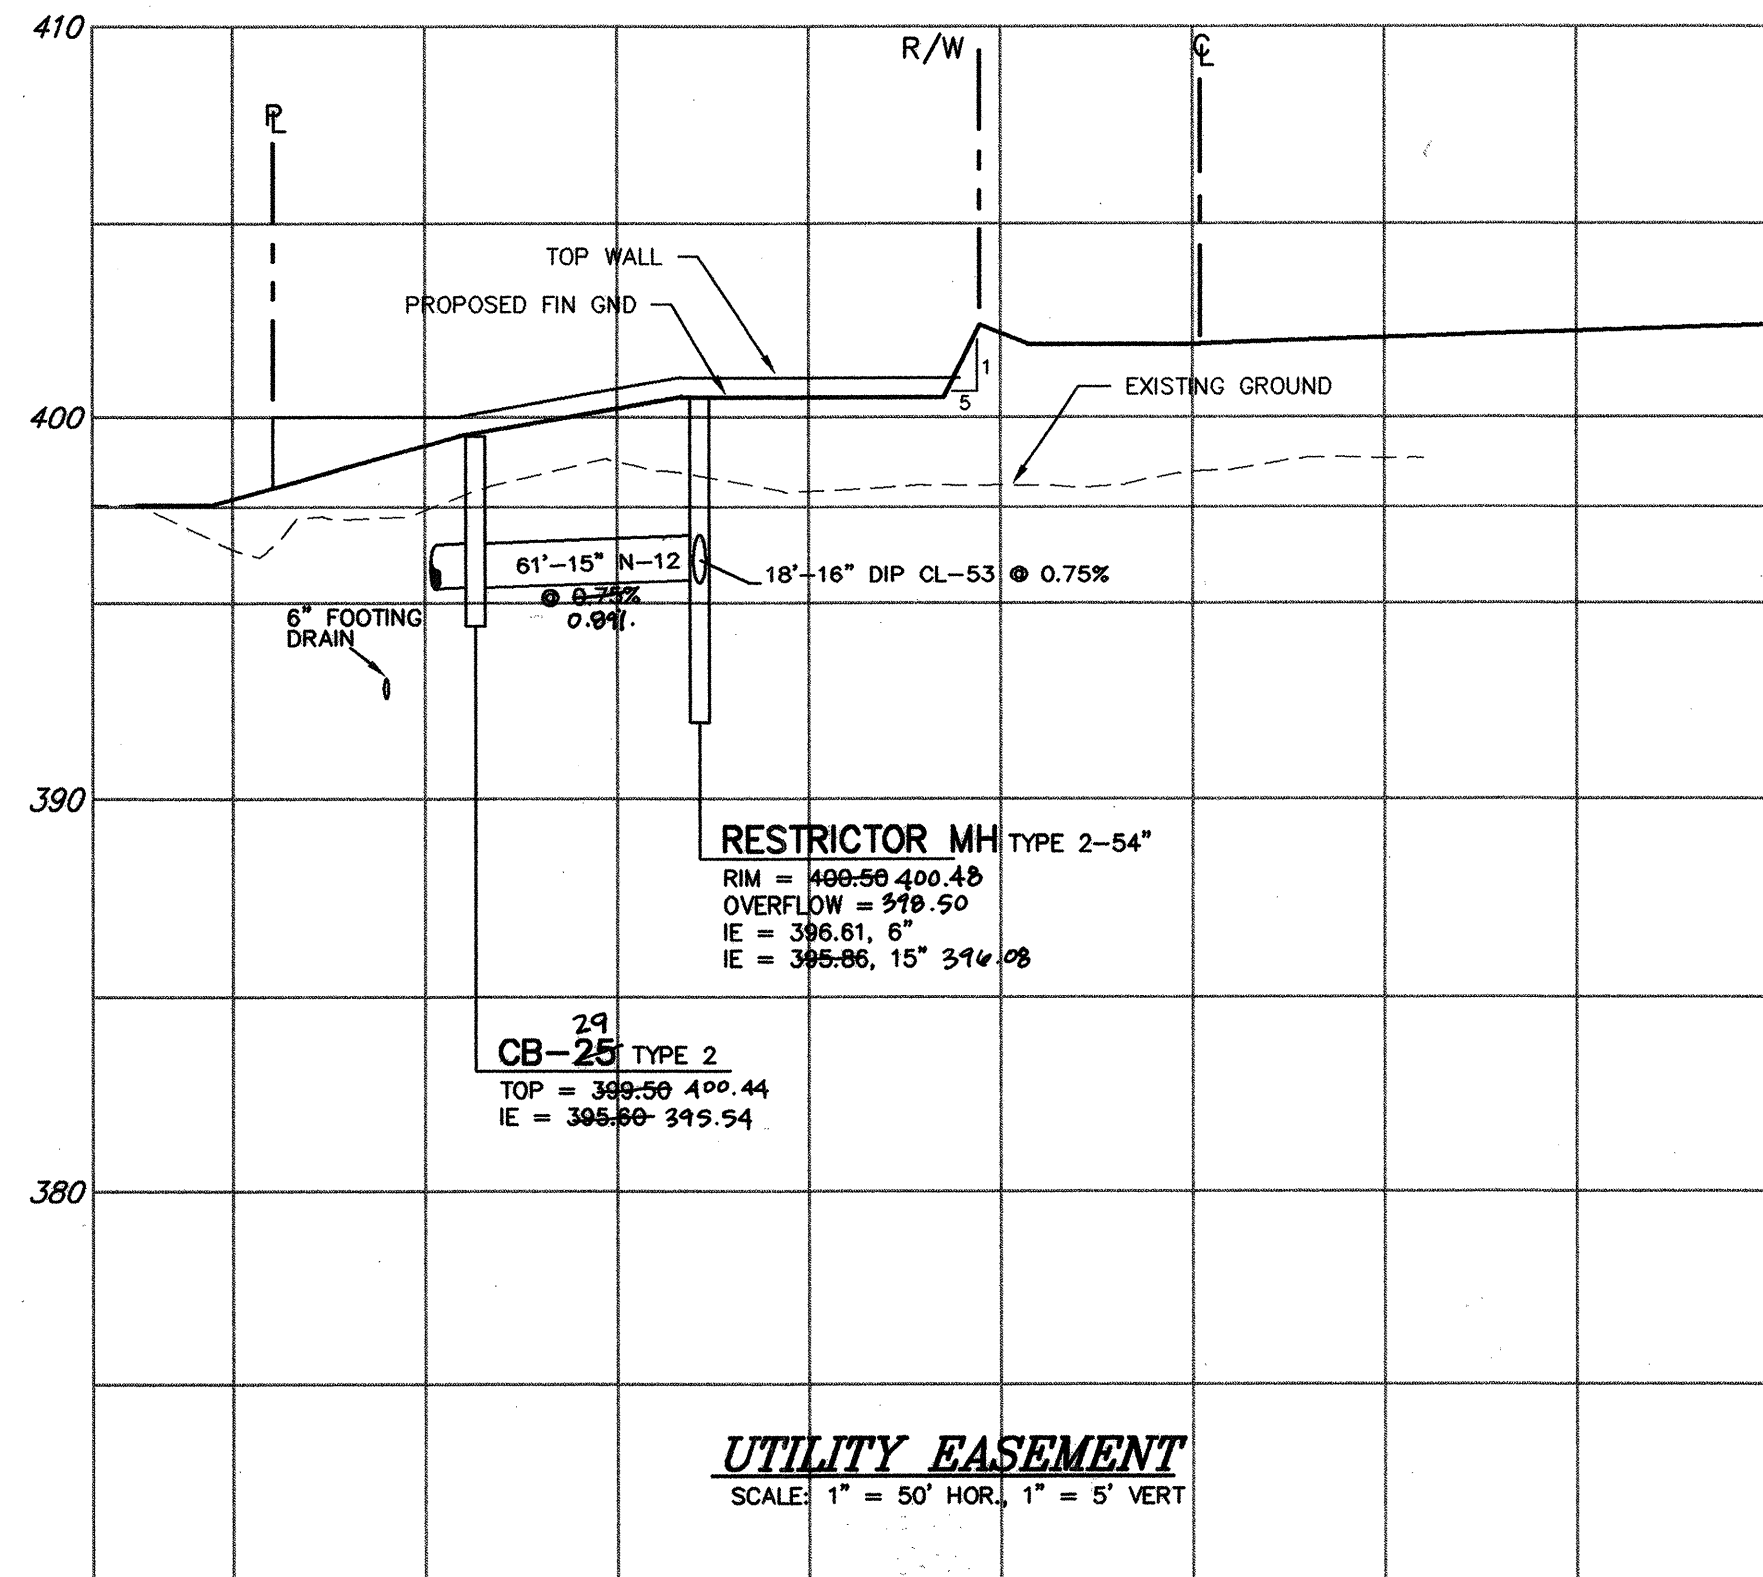 410
R/W
℄
PL
TOP WALL
PROPOSED FIN GND
1
5
EXISTING GROUND
400
61'-15" N-12
@ 0.75%
0.89%
18'-16" DIP CL-53 @ 0.75%
6" FOOTING
DRAIN
390
RESTRICTOR MH TYPE 2-54"
RIM = 400.50 400.48
OVERFLOW = 398.50
IE = 396.61, 6"
IE = 395.86, 15" 396.08
29
CB-25 TYPE 2
TOP = 399.50 400.44
IE = 395.60 395.54
380
UTILITY EASEMENT
SCALE: 1" = 50' HOR., 1" = 5' VERT